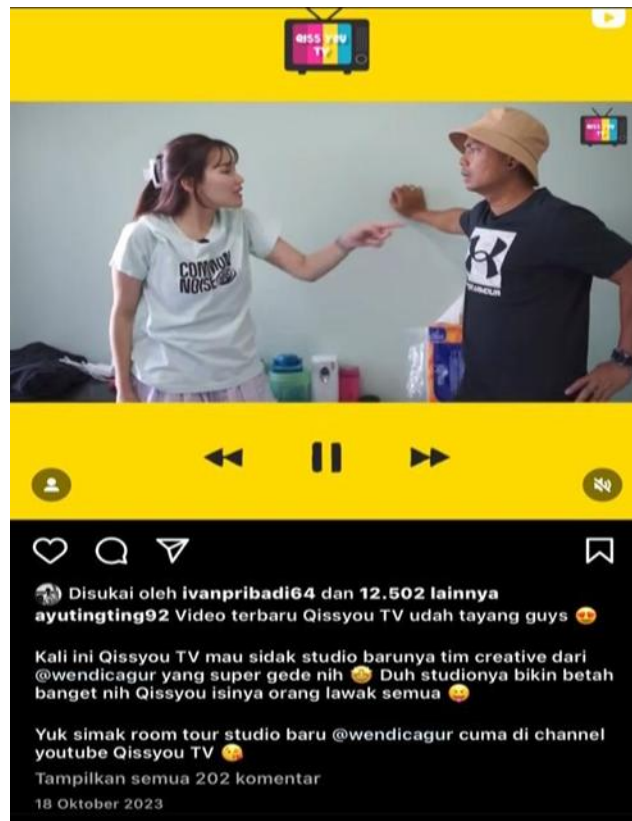 QISS YOU
TV
COMMON
NOISE
UNDER ARMOUR
Disukai oleh ivanpribadi64 dan 12.502 lainnya
ayutingting92 Video terbaru Qissyou TV udah tayang guys 😍
Kali ini Qissyou TV mau sidak studio barunya tim creative dari
@wendicagur yang super gede nih 🤩 Duh studionya bikin betah
banget nih Qissyou isinya orang lawak semua 😛
Yuk simak room tour studio baru @wendicagur cuma di channel
youtube Qissyou TV 😘
Tampilkan semua 202 komentar
18 Oktober 2023